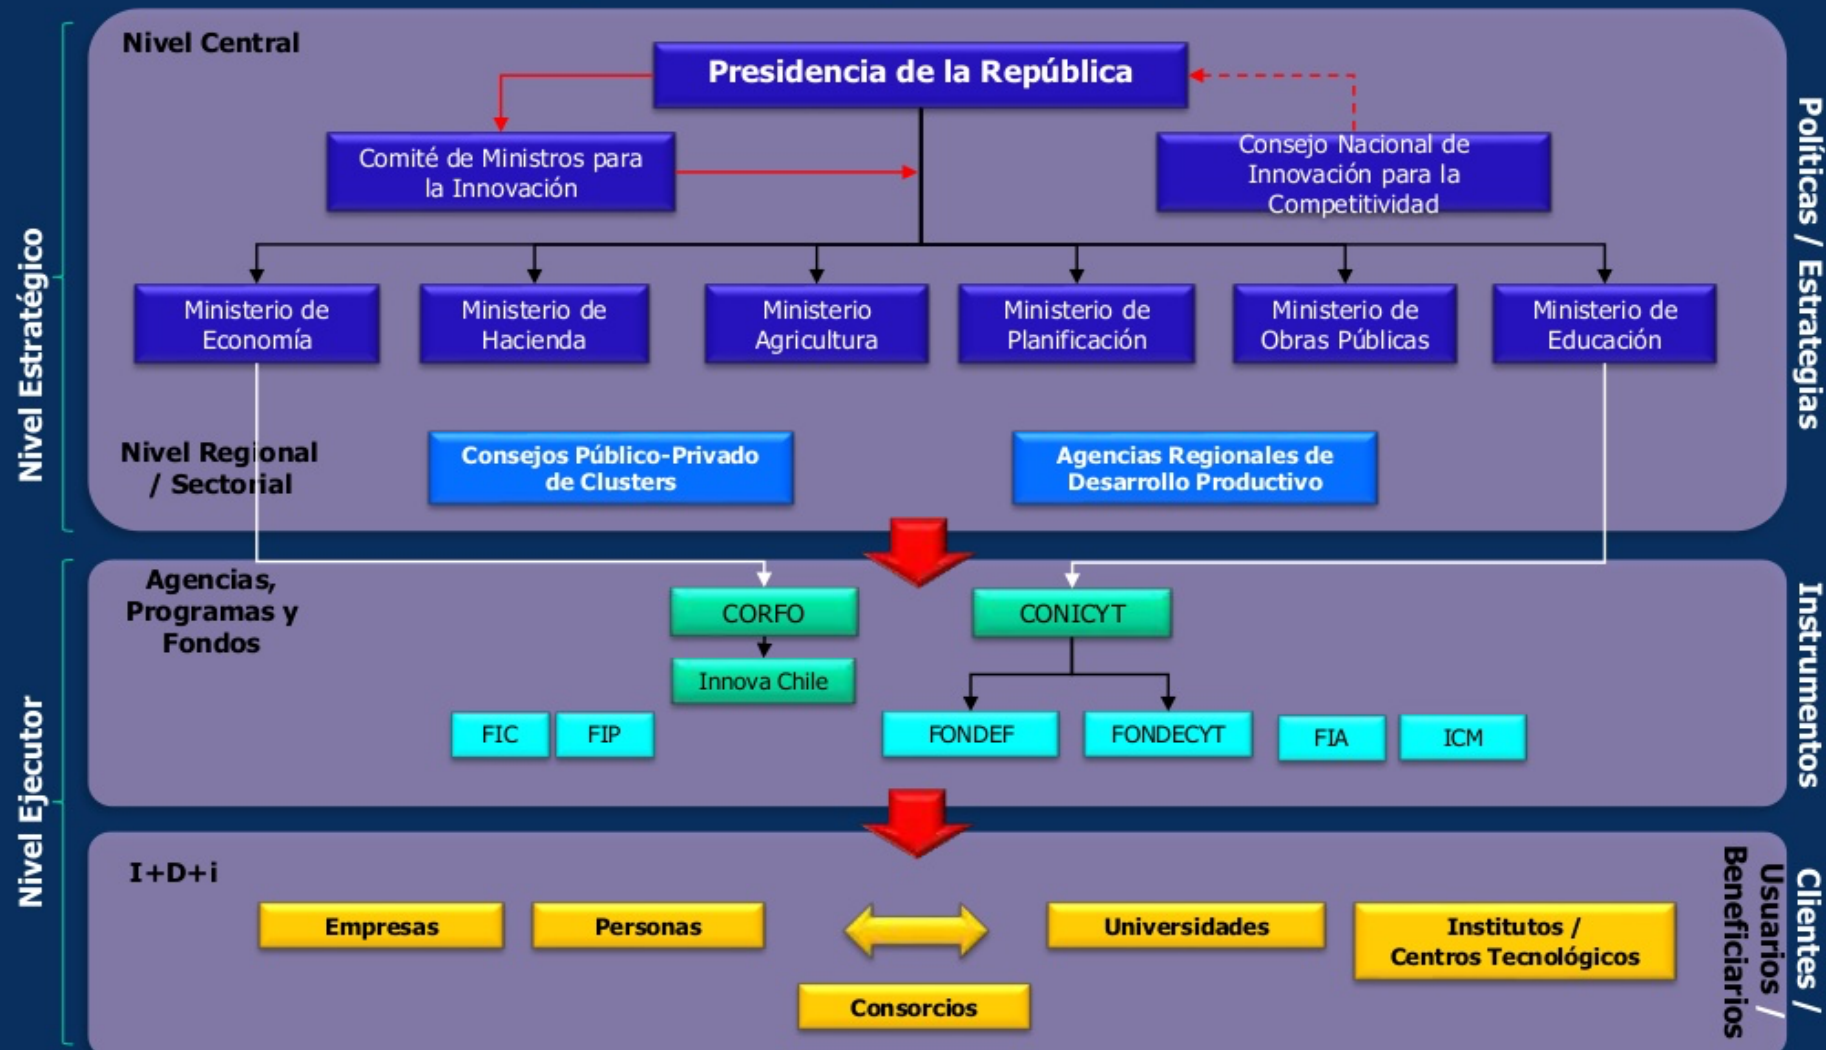 Nivel Central
Presidencia de la República
Comité de Ministros para
la Innovación
Consejo Nacional de
Innovación para la
Competitividad
Ministerio de
Economía
Ministerio de
Hacienda
Ministerio
Agricultura
Ministerio de
Planificación
Ministerio de
Obras Públicas
Ministerio de
Educación
Nivel Regional
/ Sectorial
Consejos Público-Privado
de Clusters
Agencias Regionales de
Desarrollo Productivo
Nivel Estratégico
Políticas / Estrategias
Agencias,
Programas y
Fondos
CORFO
CONICYT
Innova Chile
FIC
FIP
FONDEF
FONDECYT
FIA
ICM
Instrumentos
Nivel Ejecutor
I+D+i
Empresas
Personas
Universidades
Institutos /
Centros Tecnológicos
Consorcios
Clientes /
Usuarios /
Beneficiarios